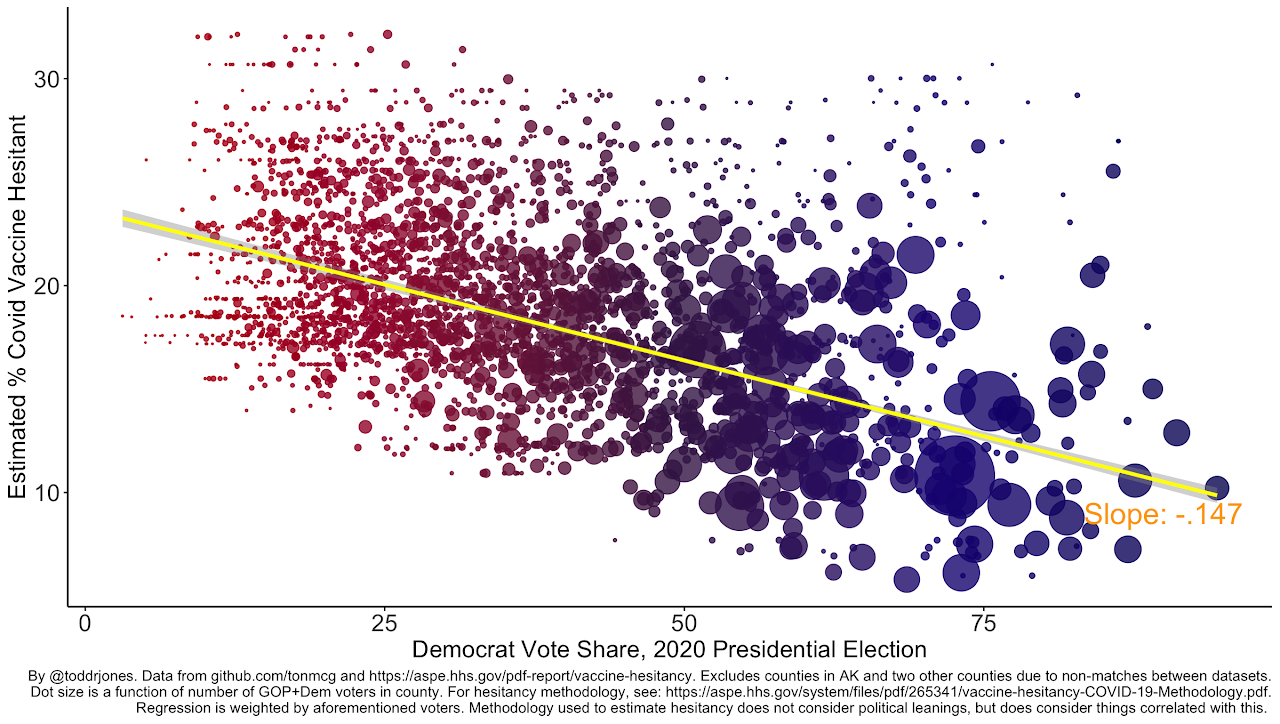 Estimated % Covid Vaccine Hesitant
30
20
10
Slope: -.147
0 25 50 75
Democrat Vote Share, 2020 Presidential Election
By @toddrjones. Data from github.com/tonmcg and https://aspe.hhs.gov/pdf-report/vaccine-hesitancy. Excludes counties in AK and two other counties due to non-matches between datasets.
Dot size is a function of number of GOP+Dem voters in county. For hesitancy methodology, see: https://aspe.hhs.gov/system/files/pdf/265341/vaccine-hesitancy-COVID-19-Methodology.pdf.
Regression is weighted by aforementioned voters. Methodology used to estimate hesitancy does not consider political leanings, but does consider things correlated with this.